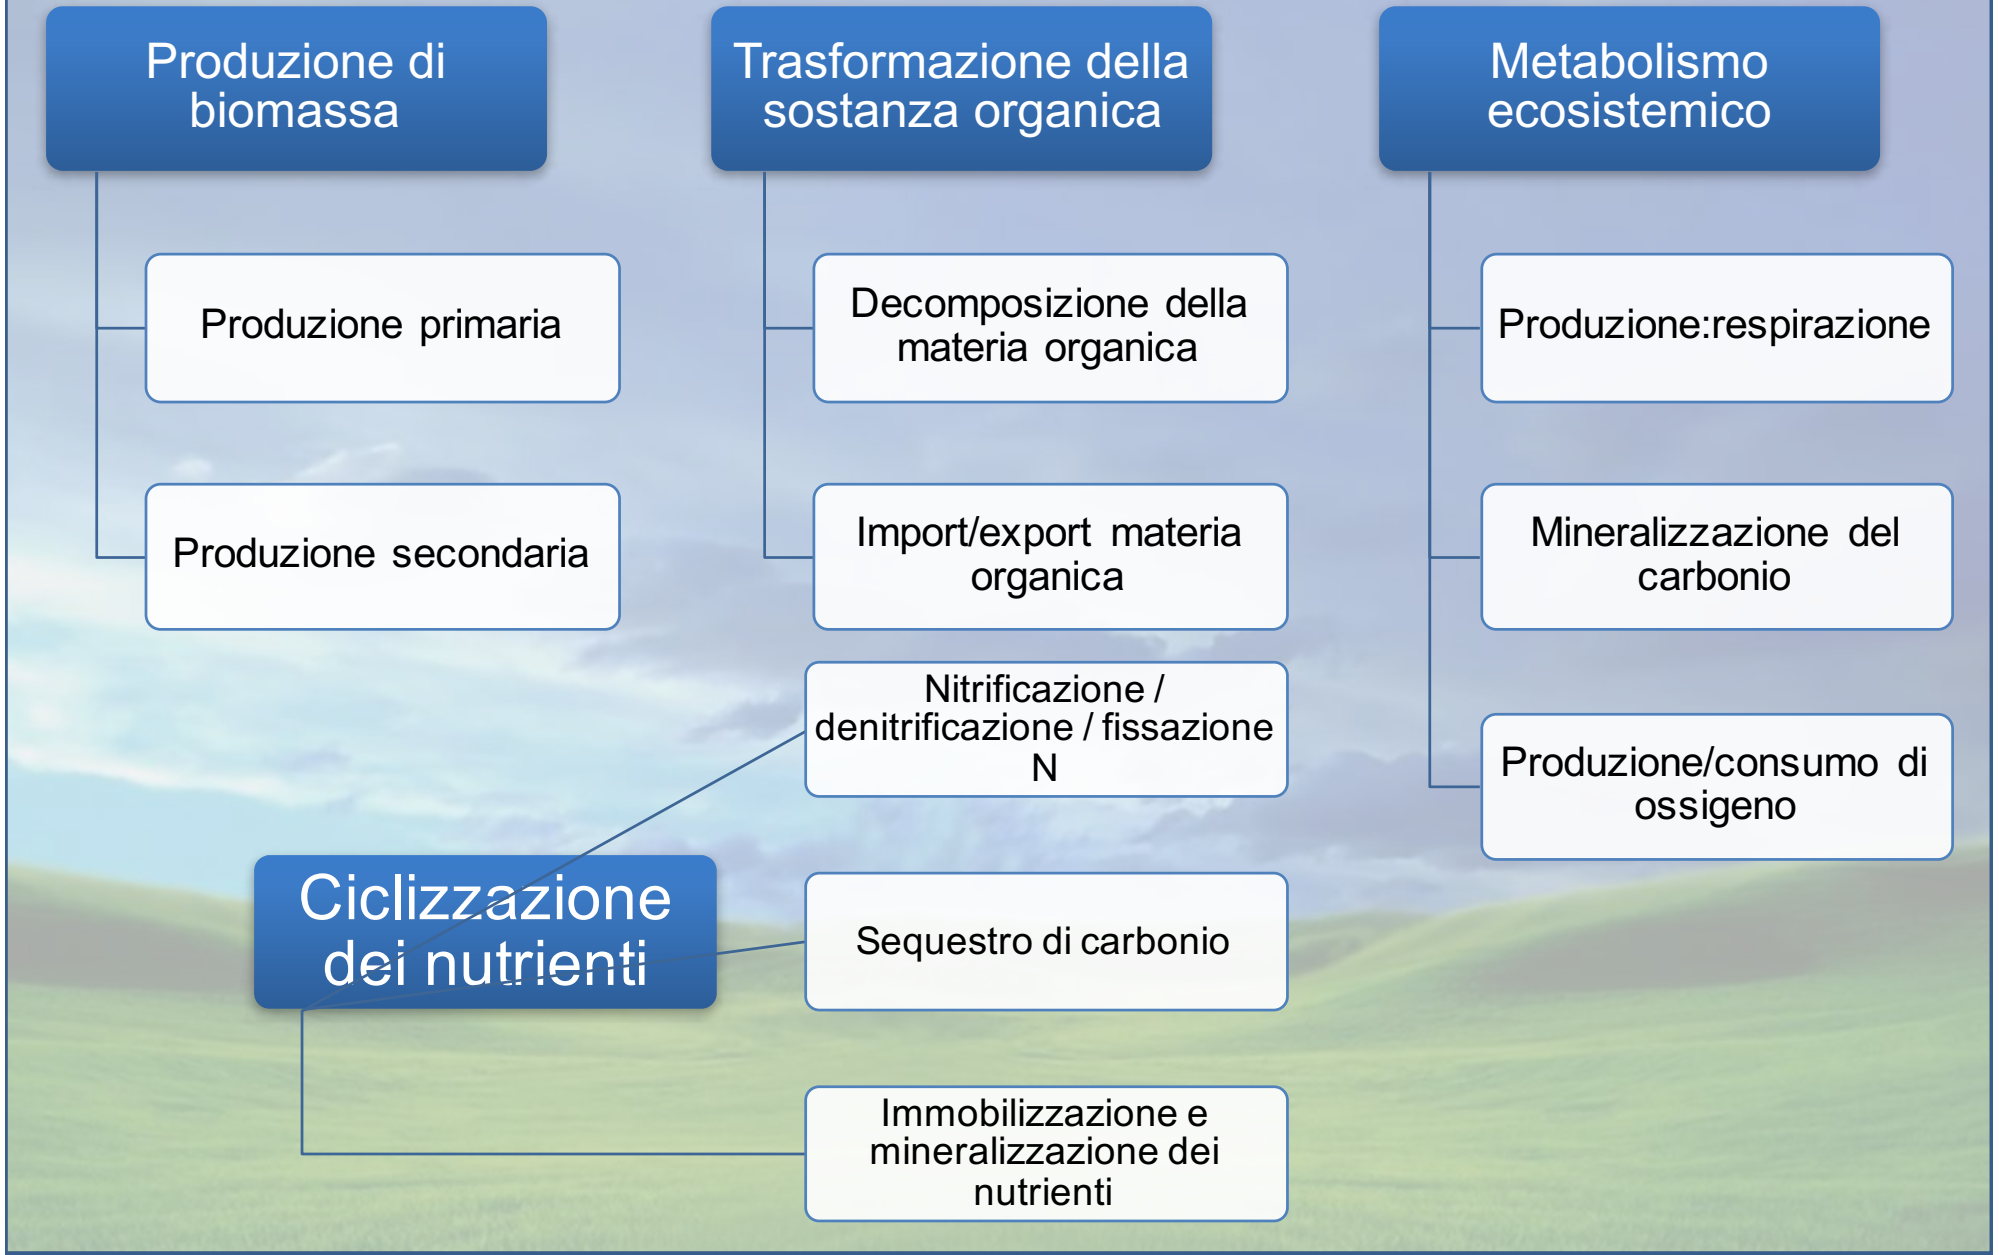 Produzione di
biomassa
Produzione primaria
Produzione secondaria
Trasformazione della
sostanza organica
Decomposizione della
materia organica
Import/export materia
organica
Metabolismo
ecosistemico
Produzione:respirazione
Mineralizzazione del
carbonio
Produzione/consumo di
ossigeno
Ciclizzazione
dei nutrienti
Nitrificazione /
denitrificazione / fissazione
N
Sequestro di carbonio
Immobilizzazione e
mineralizzazione dei
nutrienti